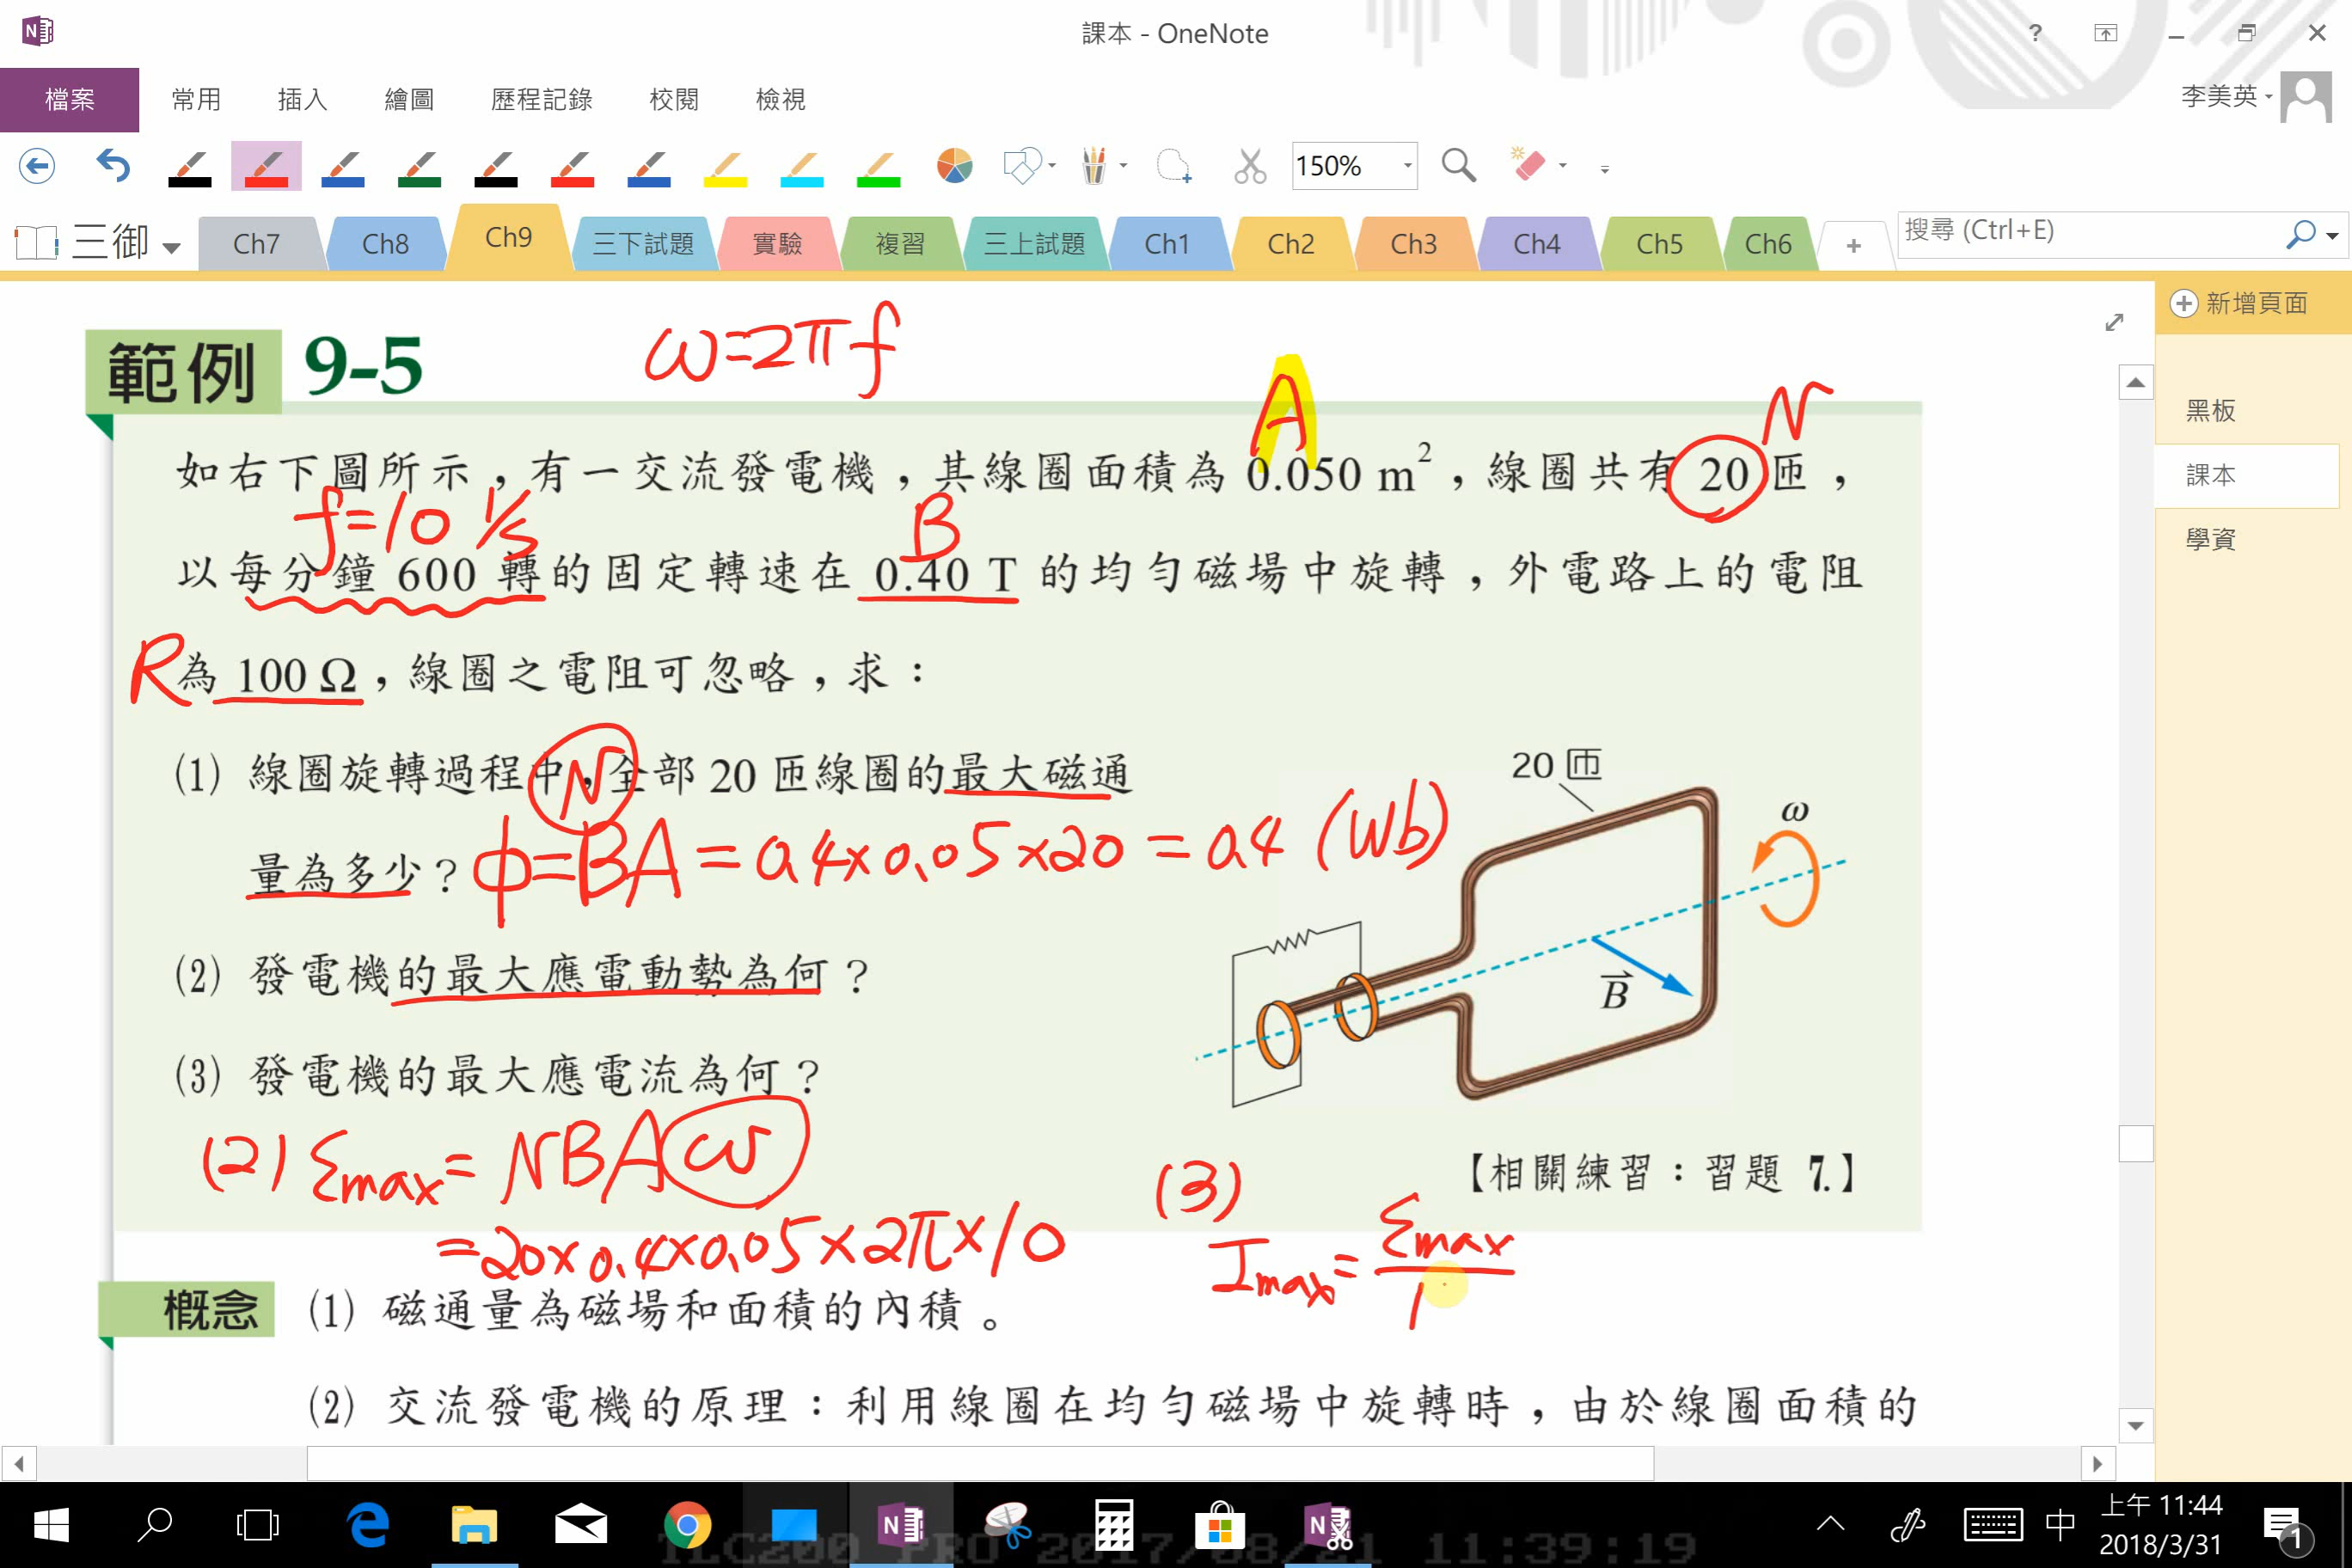 課本 - OneNote
?
檔案 常用 插入 繪圖 歷程記錄 校閱 檢視
李美英
150%
三御 Ch7 Ch8 Ch9 三下試題 實驗 複習 三上試題 Ch1 Ch2 Ch3 Ch4 Ch5 Ch6 +
搜尋 (Ctrl+E)
新增頁面
黑板
課本
學資
範例 9-5
ω=2πf
A
N
如右下圖所示，有一交流發電機，其線圈面積為 0.050 m²，線圈共有 20 匝，
f=10 1/s
B
以每分鐘 600 轉的固定轉速在 0.40 T 的均勻磁場中旋轉，外電路上的電阻
R
為 100 Ω，線圈之電阻可忽略，求：
N
(1) 線圈旋轉過程中，全部 20 匝線圈的最大磁通
量為多少？
ϕ=BA=0.4×0.05×20=0.4 (Wb)
20 匝
ω
B
(2) 發電機的最大應電動勢為何？
(3) 發電機的最大應電流為何？
(2) εmax=NBAω
=20×0.4×0.05×2π×10
【相關練習：習題 7.】
(3)
Imax=εmax
概念 (1) 磁通量為磁場和面積的內積。
(2) 交流發電機的原理：利用線圈在均勻磁場中旋轉時，由於線圈面積的
中
上午 11:44
2018/3/31
1
TLC200 PRO 2017/08/21 11:39:19